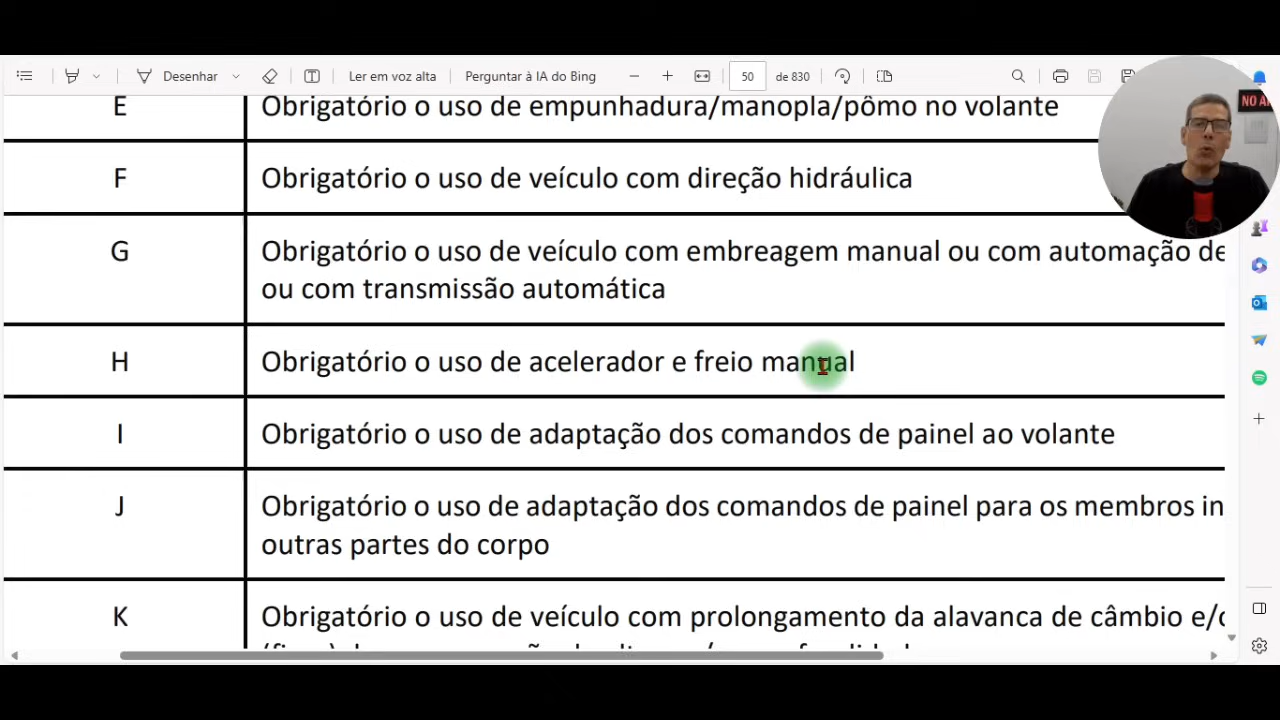 Desenhar
Ler em voz alta
Perguntar à IA do Bing
50
de 830
NO A
E
Obrigatório o uso de empunhadura/manopla/pômo no volante
F
Obrigatório o uso de veículo com direção hidráulica
G
Obrigatório o uso de veículo com embreagem manual ou com automação de
ou com transmissão automática
H
Obrigatório o uso de acelerador e freio manual
I
Obrigatório o uso de adaptação dos comandos de painel ao volante
J
Obrigatório o uso de adaptação dos comandos de painel para os membros in
outras partes do corpo
K
Obrigatório o uso de veículo com prolongamento da alavanca de câmbio e/